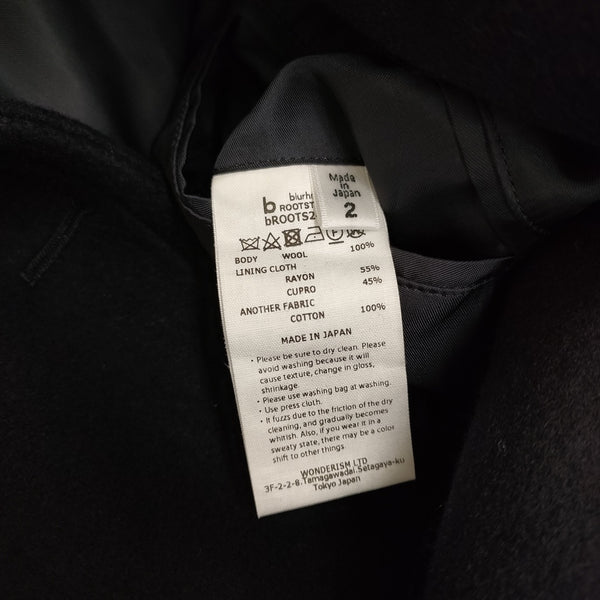 Made
in
Japan
2
b
blurh
ROOTST
bROOTS2
BODY WOOL 100%
LINING CLOTH
RAYON 55%
CUPRO 45%
ANOTHER FABRIC
COTTON 100%
MADE IN JAPAN
• Please be sure to dry clean. Please
avoid washing because it will
cause texture, change in gloss,
shrinkage.
• Please use washing bag at washing.
• Use press cloth.
• It fuzzs due to the friction of the dry
cleaning, and gradually becomes
whitish. Also, if you wear it in a
sweaty state, there may be a color
shift to other things.
WONDERISM LTD
3F-2-2-8.Tamagawadai.Setagaya-ku
Tokyo Japan